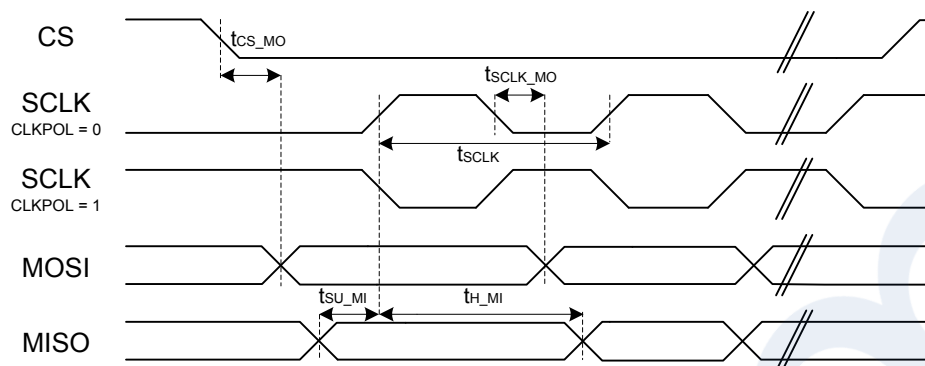 CS
tCS_MO
tSCLK_MO
SCLK
CLKPOL = 0
tSCLK
SCLK
CLKPOL = 1
MOSI
tSU_MI
tH_MI
MISO